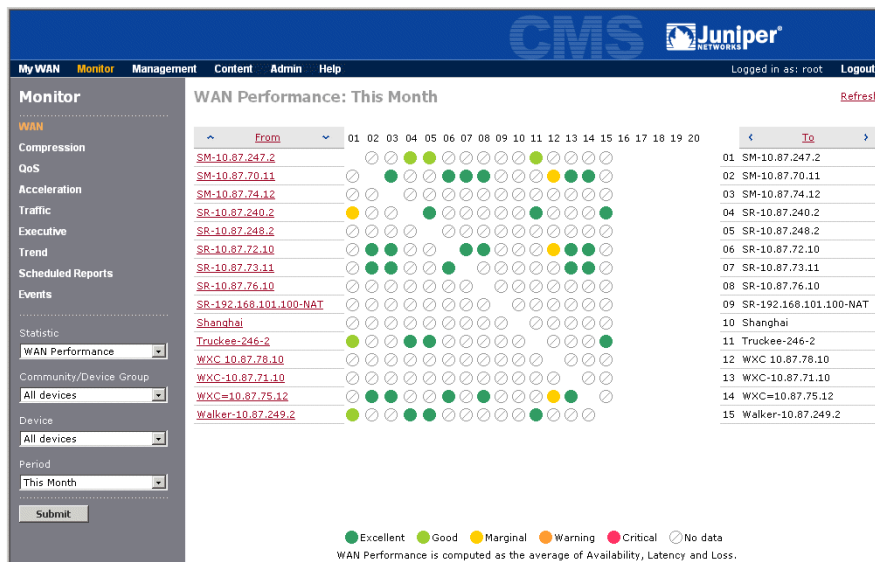 CMS
Juniper®
NETWORKS
My WAN Monitor Management Content Admin Help Logged in as: root Logout
Monitor
WAN
Compression
QoS
Acceleration
Traffic
Executive
Trend
Scheduled Reports
Events
Statistic
WAN Performance
Community/Device Group
All devices
Device
All devices
Period
This Month
Submit
WAN Performance: This Month
Refresh
From 01 02 03 04 05 06 07 08 09 10 11 12 13 14 15 16 17 18 19 20
SM-10.87.247.2
SM-10.87.70.11
SM-10.87.74.12
SR-10.87.240.2
SR-10.87.248.2
SR-10.87.72.10
SR-10.87.73.11
SR-10.87.76.10
SR-192.168.101.100-NAT
Shanghai
Truckee-246-2
WXC 10.87.78.10
WXC-10.87.71.10
WXC=10.87.75.12
Walker-10.87.249.2
To
01 SM-10.87.247.2
02 SM-10.87.70.11
03 SM-10.87.74.12
04 SR-10.87.240.2
05 SR-10.87.248.2
06 SR-10.87.72.10
07 SR-10.87.73.11
08 SR-10.87.76.10
09 SR-192.168.101.100-NAT
10 Shanghai
11 Truckee-246-2
12 WXC 10.87.78.10
13 WXC-10.87.71.10
14 WXC=10.87.75.12
15 Walker-10.87.249.2
Excellent Good Marginal Warning Critical No data
WAN Performance is computed as the average of Availability, Latency and Loss.